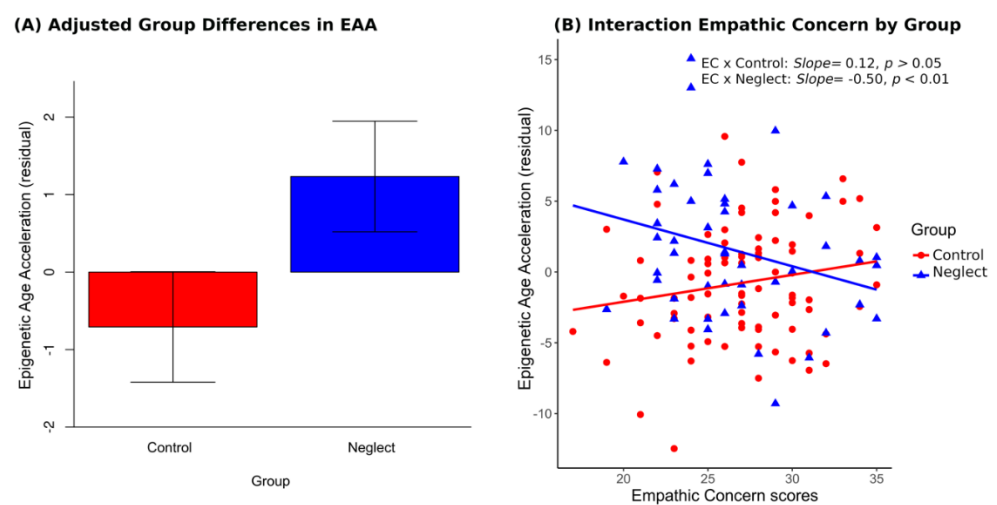 (A) Adjusted Group Differences in EAA
Epigenetic Age Acceleration (residual)
2
1
0
-1
-2
Control
Neglect
Group
(B) Interaction Empathic Concern by Group
EC x Control: Slope= 0.12, p > 0.05
EC x Neglect: Slope= -0.50, p < 0.01
Epigenetic Age Acceleration (residual)
15
10
5
0
-5
-10
20
25
30
35
Empathic Concern scores
Group
Control
Neglect